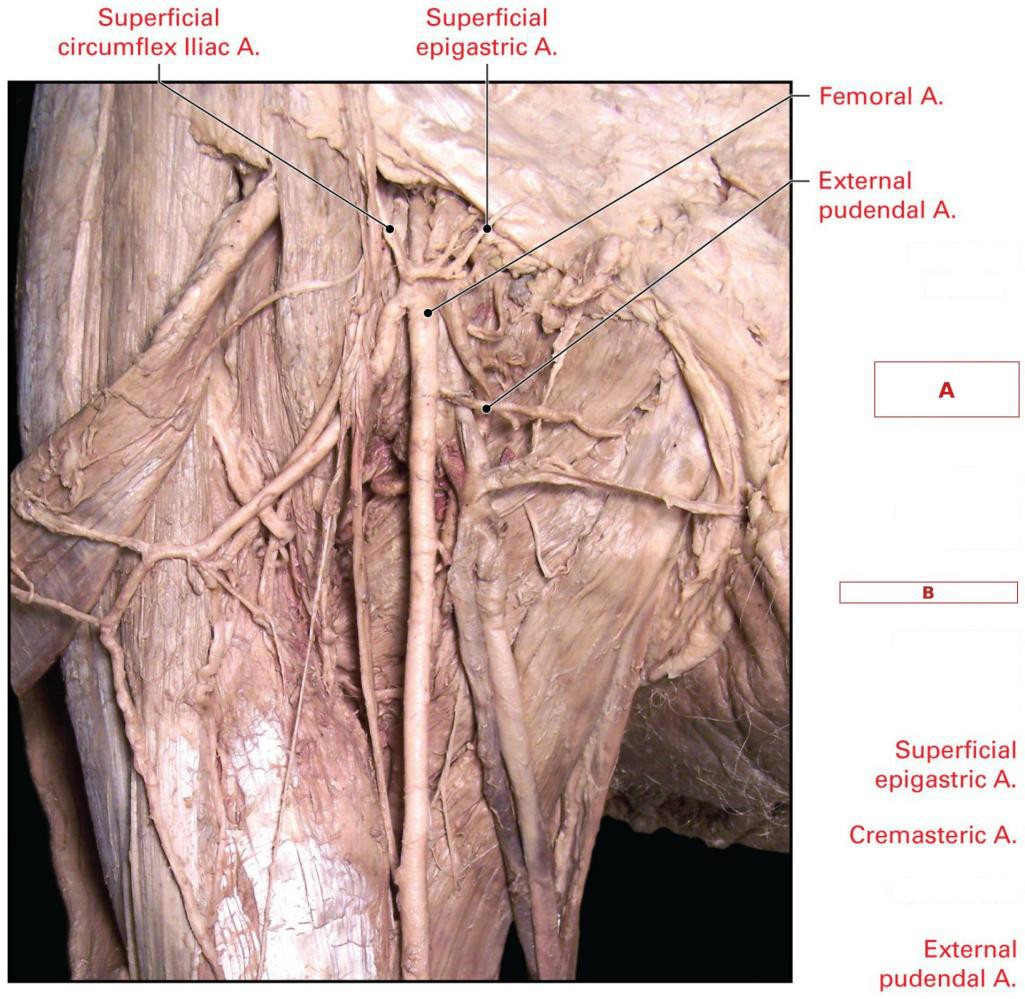 Superficial
circumflex Iliac A.
Superficial
epigastric A.
Femoral A.
External
pudendal A.
A
B
Superficial
epigastric A.
Cremasteric A.
External
pudendal A.